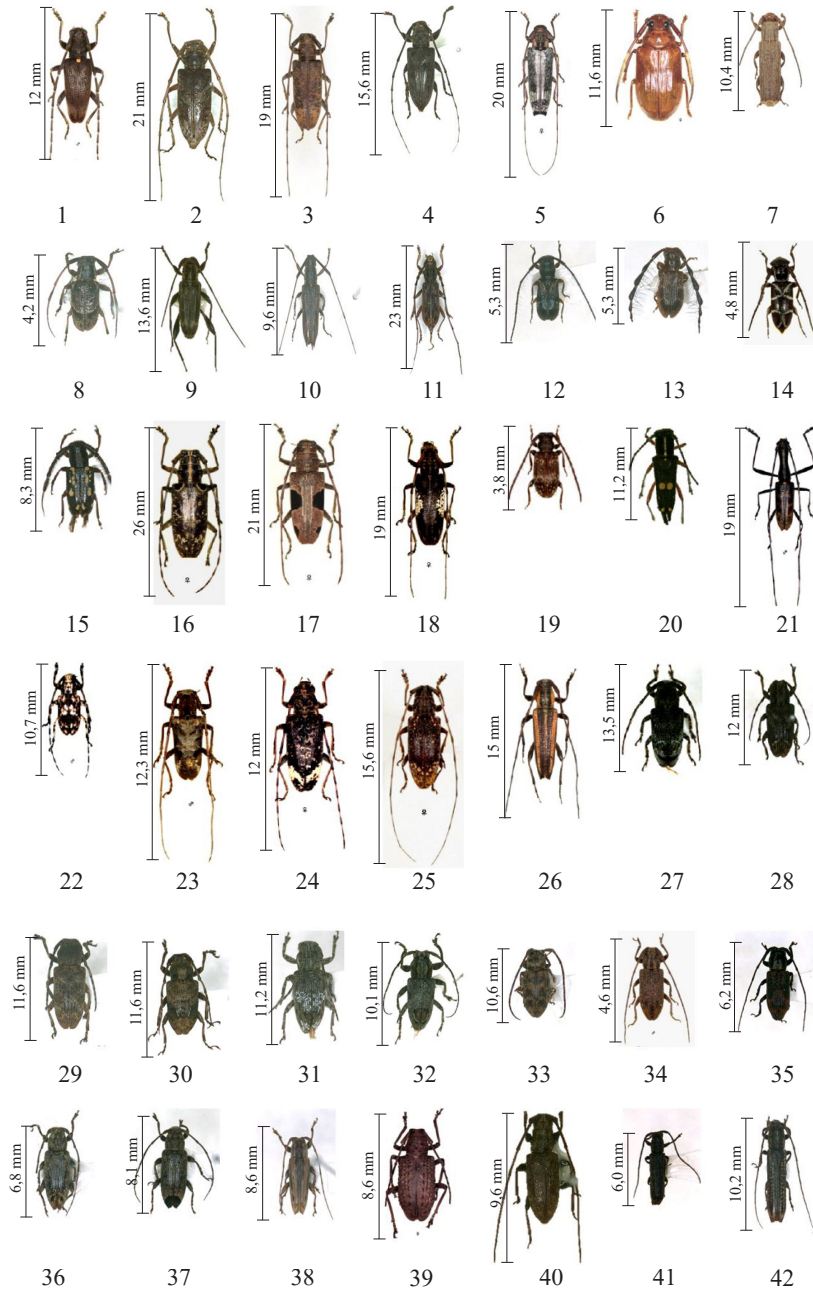 12 mm
21 mm
19 mm
15,6 mm
20 mm
11,6 mm
10,4 mm
1
2
3
4
5
6
7
4,2 mm
13,6 mm
9,6 mm
23 mm
5,3 mm
5,3 mm
4,8 mm
8
9
10
11
12
13
14
8,3 mm
26 mm
21 mm
19 mm
3,8 mm
11,2 mm
19 mm
15
16
17
18
19
20
21
10,7 mm
12,3 mm
12 mm
15,6 mm
15 mm
13,5 mm
12 mm
22
23
24
25
26
27
28
11,6 mm
11,6 mm
11,2 mm
10,1 mm
10,6 mm
4,6 mm
6,2 mm
29
30
31
32
33
34
35
6,8 mm
8,1 mm
8,6 mm
8,6 mm
9,6 mm
6,0 mm
10,2 mm
36
37
38
39
40
41
42